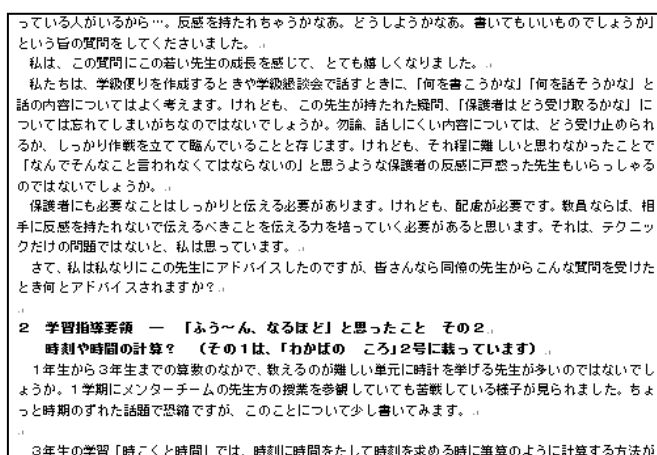 っている人がいるから…。反感を持たれちゃうかなあ。どうしようかなあ。書いてもいいものでしょうか」
という旨の質問をしてくださいました。
私は、この質問にこの若い先生の成長を感じて、とても嬉しくなりました。
私たちは、学級便りを作成するときや学級懇談会で話すときに、「何を書こうかな」「何を話そうかな」と
話の内容についてはよく考えます。けれども、この先生が持たれた疑問、「保護者はどう受け取るかな」に
ついては忘れてしまいがちなのではないでしょうか。勿論、話しにくい内容については、どう受け止められ
るか、しっかり作戦を立てて臨んでいることと存じます。けれども、それ程に難しいと思わなかったことで
「なんでそんなこと言われなくてはならないの」と思うような保護者の反感に戸惑った先生もいらっしゃる
のではないでしょうか。
保護者にも必要なことはしっかりと伝える必要があります。けれども、配慮が必要です。教員ならば、相
手に反感を持たれないで伝えるべきことを伝える力を培っていく必要があると思います。それは、テクニッ
クだけの問題ではないと、私は思っています。
さて、私は私なりにこの先生にアドバイスしたのですが、皆さんなら同僚の先生からこんな質問を受けた
とき何とアドバイスされますか？
２ 学習指導要領 ― 「ふう～ん、なるほど」と思ったこと その２
時刻や時間の計算？ （その１は、「わかばの ころ」２号に載っています）
１年生から３年生までの算数のなかで、教えるのが難しい単元に時計を挙げる先生が多いのではないでし
ょうか。１学期にメンターチームの先生方の授業を参観していても苦戦している様子が見られました。ちょ
っと時期のずれた話題で恐縮ですが、このことについて少し書いてみます。
３年生の学習「時こくと時間」では、時刻に時間をたして時刻を求める時に筆算のように計算する方法が